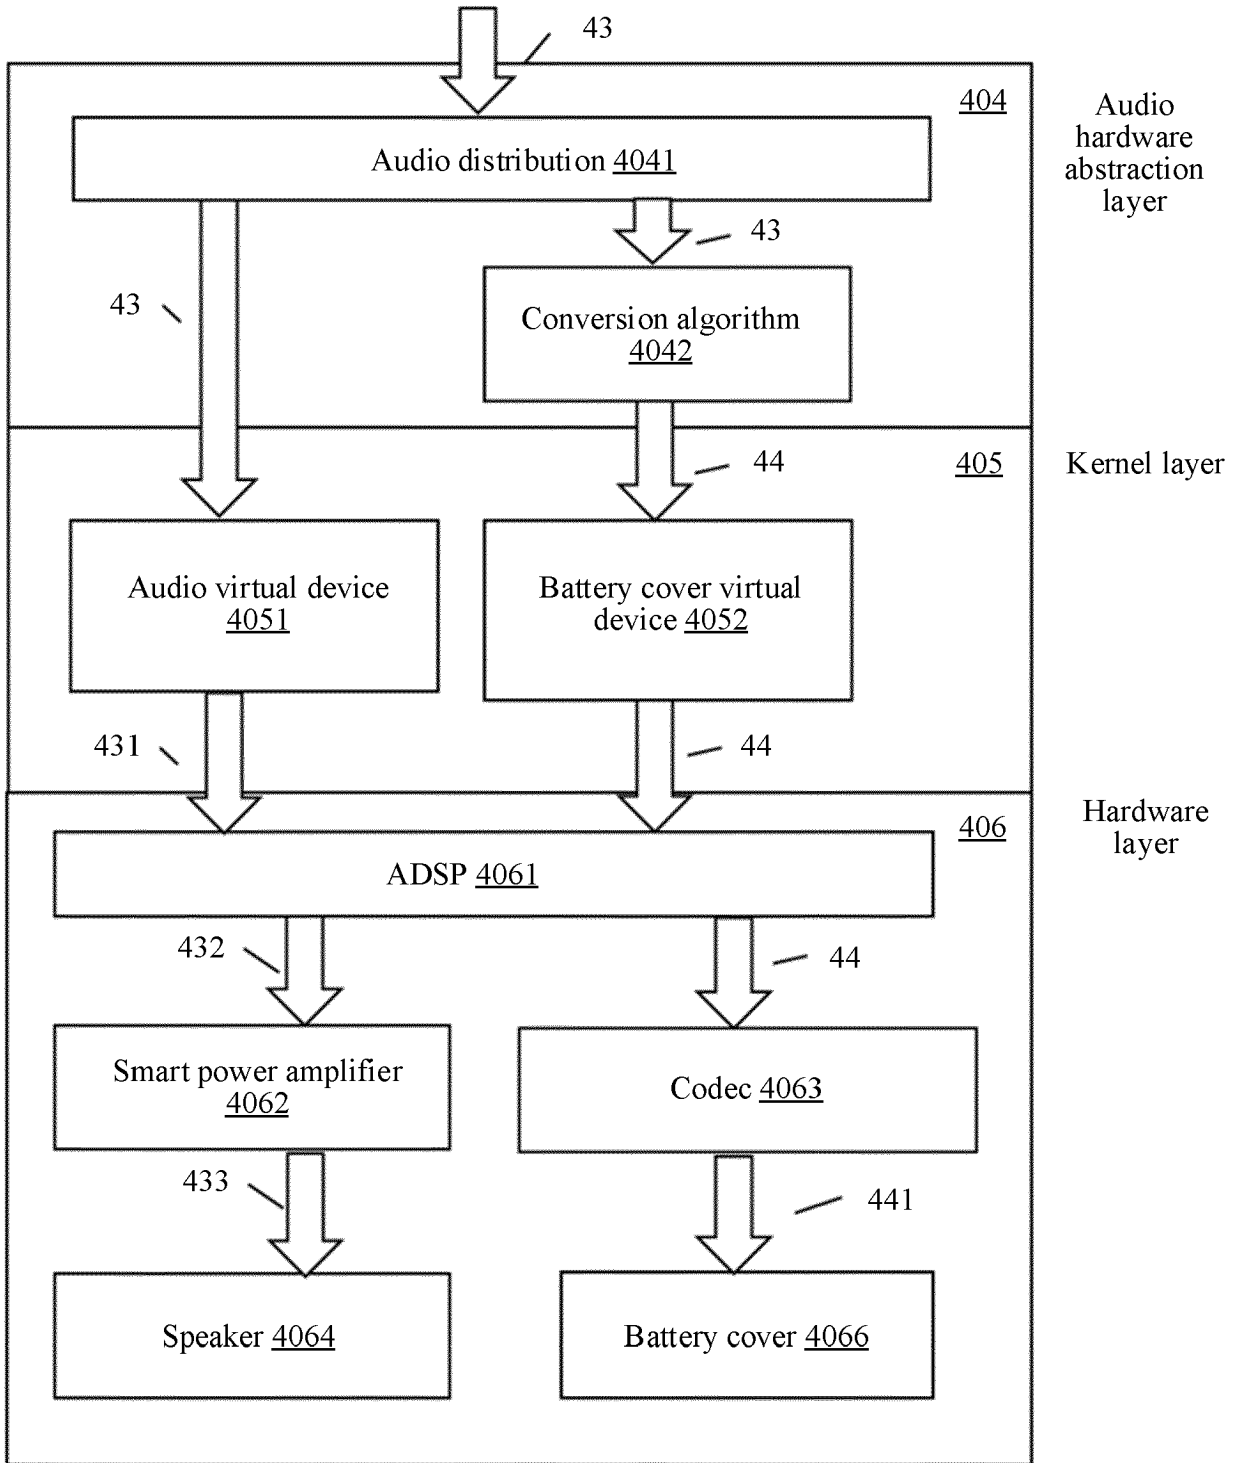 43
404
Audio
hardware
abstraction
layer
Audio distribution 4041
43
43
Conversion algorithm
4042
44
405
Kernel layer
Audio virtual device
4051
Battery cover virtual
device 4052
431
44
406
Hardware
layer
ADSP 4061
432
44
Smart power amplifier
4062
Codec 4063
433
441
Speaker 4064
Battery cover 4066